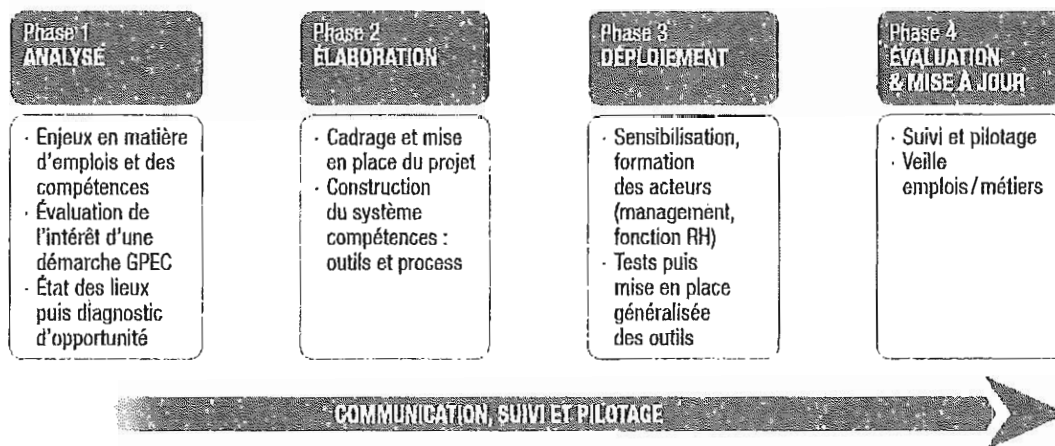 Phase 1
ANALYSE
· Enjeux en matière
d'emplois et des
compétences
· Évaluation de
l'intérêt d'une
démarche GPEC
· État des lieux
puis diagnostic
d'opportunité
Phase 2
ÉLABORATION
· Cadrage et mise
en place du projet
· Construction
du système
compétences :
outils et process
Phase 3
DÉPLOIEMENT
· Sensibilisation,
formation
des acteurs
(management,
fonction RH)
· Tests puis
mise en place
généralisée
des outils
Phase 4
ÉVALUATION
& MISE À JOUR
· Suivi et pilotage
· Veille
emplois / métiers
COMMUNICATION, SUIVI ET PILOTAGE